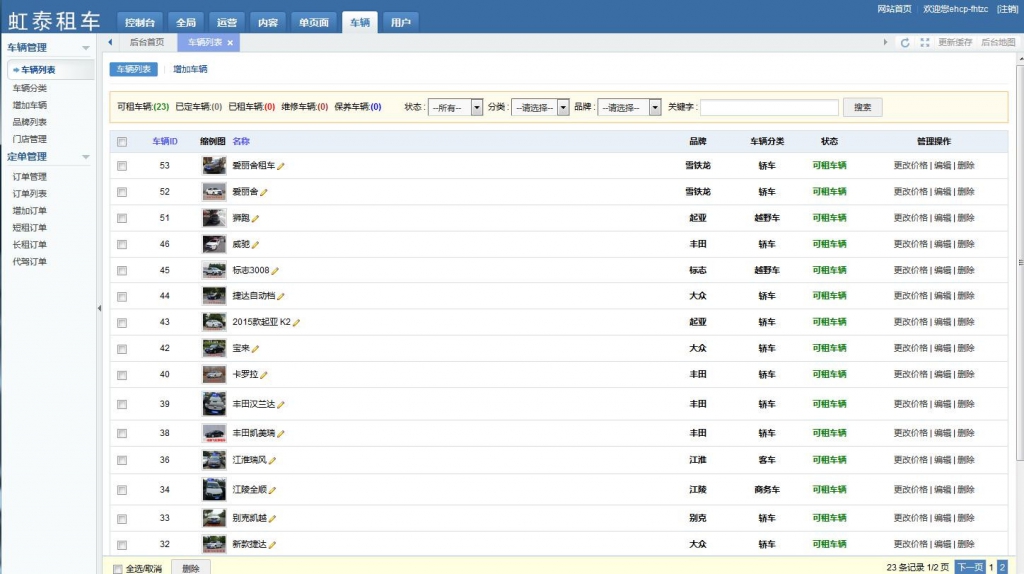 虹泰租车 控制台 全局 运营 内容 单页面 车辆 用户 网站首页 欢迎您ehcp-fhtzc [注销]
车辆管理 后台首页 车辆列表 × 更新缓存 后台地图
车辆列表
车辆分类
增加车辆
品牌列表
门店管理
定单管理
订单管理
订单列表
增加订单
短租订单
长租订单
代驾订单
车辆列表 增加车辆
可租车辆:(23) 已定车辆:(0) 已租车辆:(0) 维修车辆:(0) 保养车辆:(0) 状态: --所有-- 分类: --请选择-- 品牌: --请选择-- 关键字: 搜索
车辆ID 缩例图 名称 品牌 车辆分类 状态 管理操作
53 爱丽舍租车 雪铁龙 轿车 可租车辆 更改价格 | 编辑 | 删除
52 爱丽舍 雪铁龙 轿车 可租车辆 更改价格 | 编辑 | 删除
51 狮跑 起亚 越野车 可租车辆 更改价格 | 编辑 | 删除
46 威驰 丰田 轿车 可租车辆 更改价格 | 编辑 | 删除
45 标志3008 标志 越野车 可租车辆 更改价格 | 编辑 | 删除
44 捷达自动档 大众 轿车 可租车辆 更改价格 | 编辑 | 删除
43 2015款起亚 K2 起亚 轿车 可租车辆 更改价格 | 编辑 | 删除
42 宝来 大众 轿车 可租车辆 更改价格 | 编辑 | 删除
40 卡罗拉 丰田 轿车 可租车辆 更改价格 | 编辑 | 删除
39 丰田汉兰达 丰田 轿车 可租车辆 更改价格 | 编辑 | 删除
38 丰田凯美瑞 丰田 轿车 可租车辆 更改价格 | 编辑 | 删除
36 江淮瑞风 江淮 客车 可租车辆 更改价格 | 编辑 | 删除
34 江陵全顺 江陵 商务车 可租车辆 更改价格 | 编辑 | 删除
33 别克凯越 别克 轿车 可租车辆 更改价格 | 编辑 | 删除
32 新款捷达 大众 轿车 可租车辆 更改价格 | 编辑 | 删除
全选/取消 删除 23 条记录 1/2 页 下一页 1 2